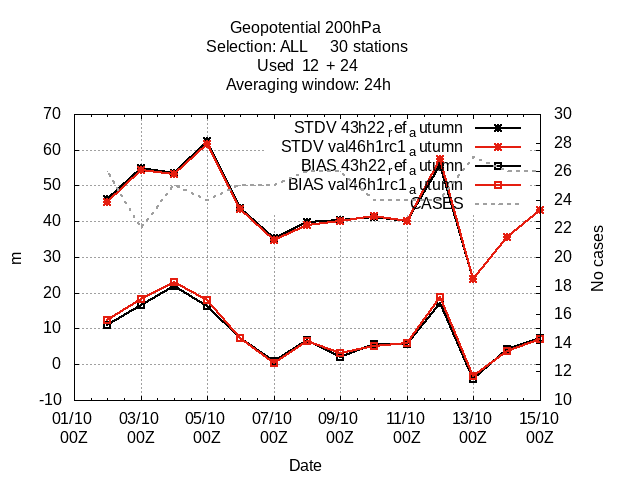 Geopotential 200hPa
Selection: ALL 30 stations
Used 12 + 24
Averaging window: 24h
STDV 43h22_ref_autumn
STDV val46h1rc1_autumn
BIAS 43h22_ref_autumn
BIAS val46h1rc1_autumn
CASES
70
60
50
40
30
20
10
0
-10
m
30
28
26
24
22
20
18
16
14
12
10
No cases
01/10 03/10 05/10 07/10 09/10 11/10 13/10 15/10
00Z 00Z 00Z 00Z 00Z 00Z 00Z 00Z
Date